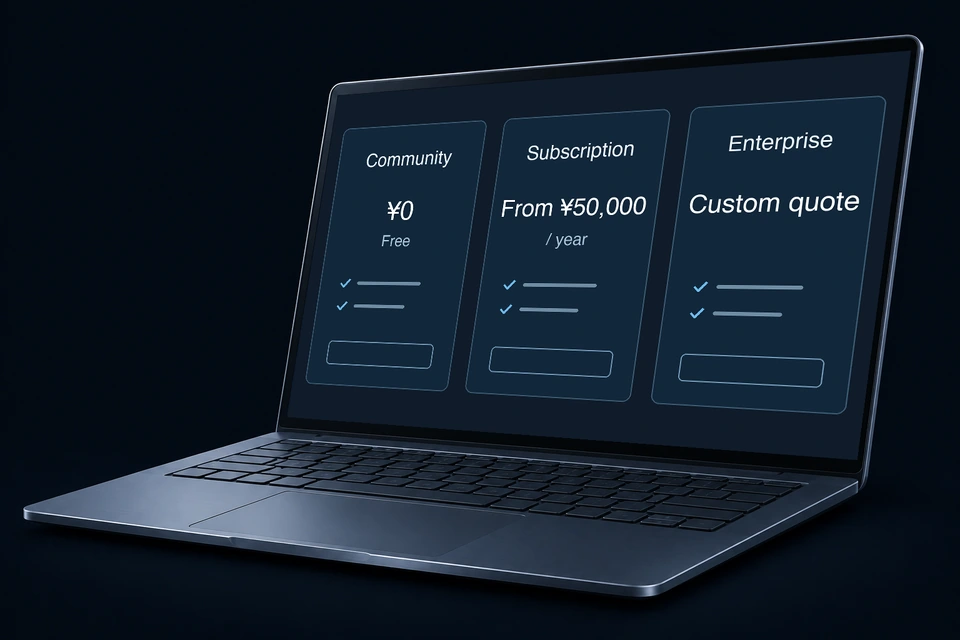 Community
¥0
Free
Subscription
From ¥50,000
/ year
Enterprise
Custom quote